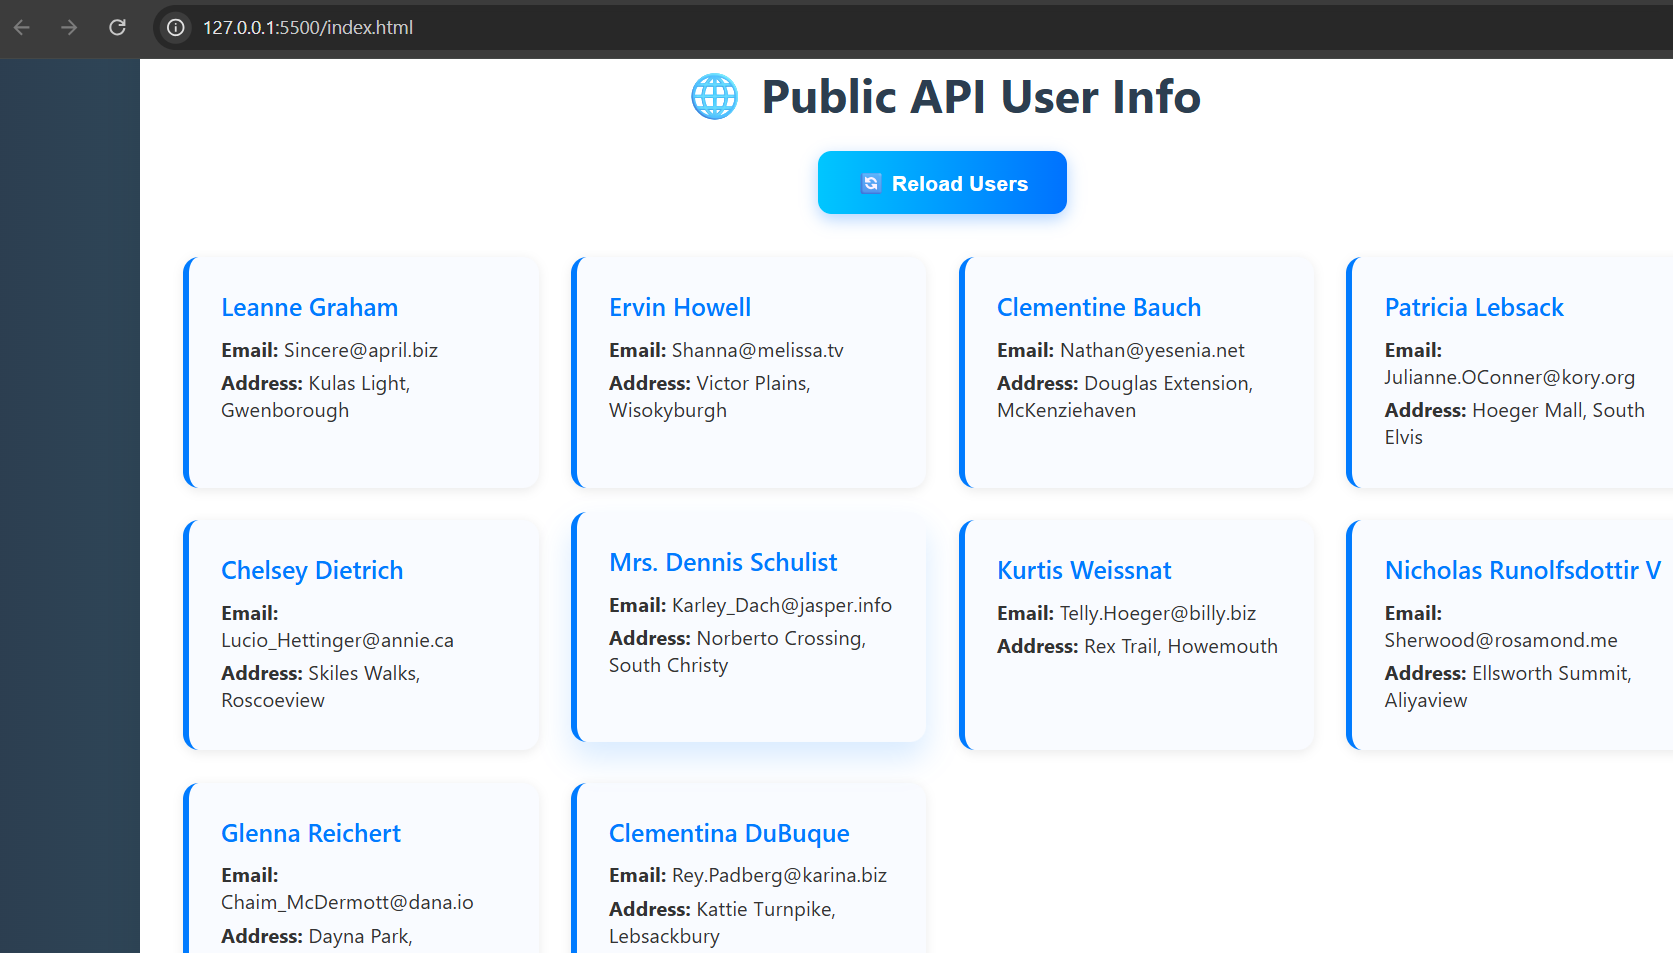 127.0.0.1:5500/index.html
Public API User Info
Reload Users
Leanne Graham
Email: Sincere@april.biz
Address: Kulas Light,
Gwenborough
Ervin Howell
Email: Shanna@melissa.tv
Address: Victor Plains,
Wisokyburgh
Clementine Bauch
Email: Nathan@yesenia.net
Address: Douglas Extension,
McKenziehaven
Patricia Lebsack
Email:
Julianne.OConner@kory.org
Address: Hoeger Mall, South
Elvis
Chelsey Dietrich
Email:
Lucio_Hettinger@annie.ca
Address: Skiles Walks,
Roscoeview
Mrs. Dennis Schulist
Email: Karley_Dach@jasper.info
Address: Norberto Crossing,
South Christy
Kurtis Weissnat
Email: Telly.Hoeger@billy.biz
Address: Rex Trail, Howemouth
Nicholas Runolfsdottir V
Email:
Sherwood@rosamond.me
Address: Ellsworth Summit,
Aliyaview
Glenna Reichert
Email:
Chaim_McDermott@dana.io
Address: Dayna Park,
Clementina DuBuque
Email: Rey.Padberg@karina.biz
Address: Kattie Turnpike,
Lebsackbury